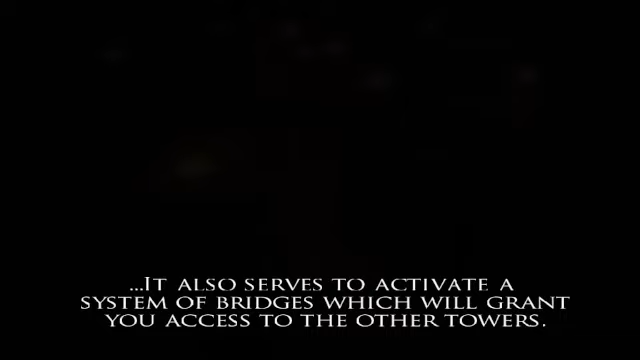 ...It also serves to activate a
system of bridges which will grant
you access to the other towers.